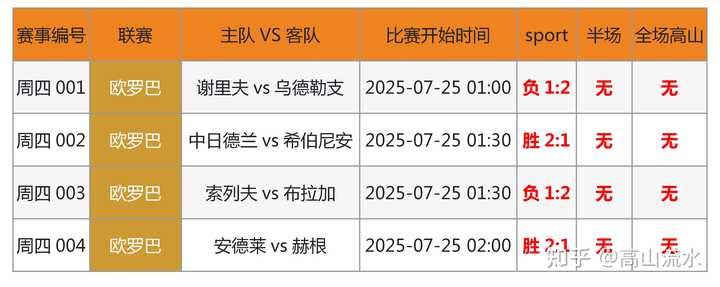 赛事编号 联赛 主队 VS 客队 比赛开始时间 sport 半场 全场高山
周四 001 欧罗巴 谢里夫 vs 乌德勒支 2025-07-25 01:00 负 1:2 无 无
周四 002 欧罗巴 中日德兰 vs 希伯尼安 2025-07-25 01:30 胜 2:1 无 无
周四 003 欧罗巴 索列夫 vs 布拉加 2025-07-25 01:30 负 1:2 无 无
周四 004 欧罗巴 安德莱 vs 赫根 2025-07-25 02:00 胜 2:1 无 无
知乎 @高山流水